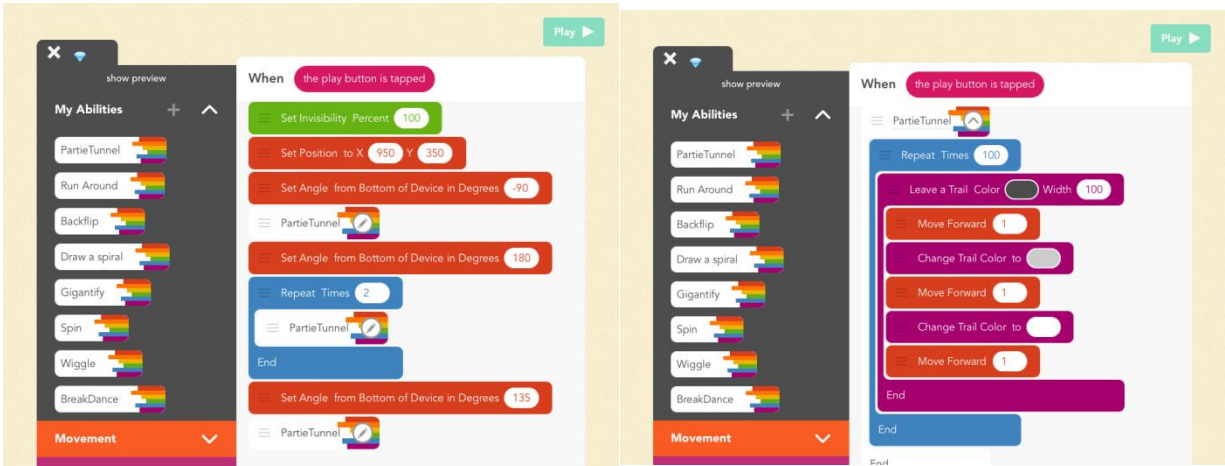 Play
show preview
My Abilities +
PartieTunnel
Run Around
Backflip
Draw a spiral
Gigantify
Spin
Wiggle
BreakDance
Movement
When the play button is tapped
Set Invisibility Percent 100
Set Position to X 950 Y 350
Set Angle from Bottom of Device in Degrees -90
PartieTunnel
Set Angle from Bottom of Device in Degrees 180
Repeat Times 2
PartieTunnel
End
Set Angle from Bottom of Device in Degrees 135
PartieTunnel
Play
show preview
My Abilities +
PartieTunnel
Run Around
Backflip
Draw a spiral
Gigantify
Spin
Wiggle
BreakDance
Movement
When the play button is tapped
PartieTunnel
Repeat Times 100
Leave a Trail Color Width 100
Move Forward 1
Change Trail Color to
Move Forward 1
Change Trail Color to
Move Forward 1
End
End
End